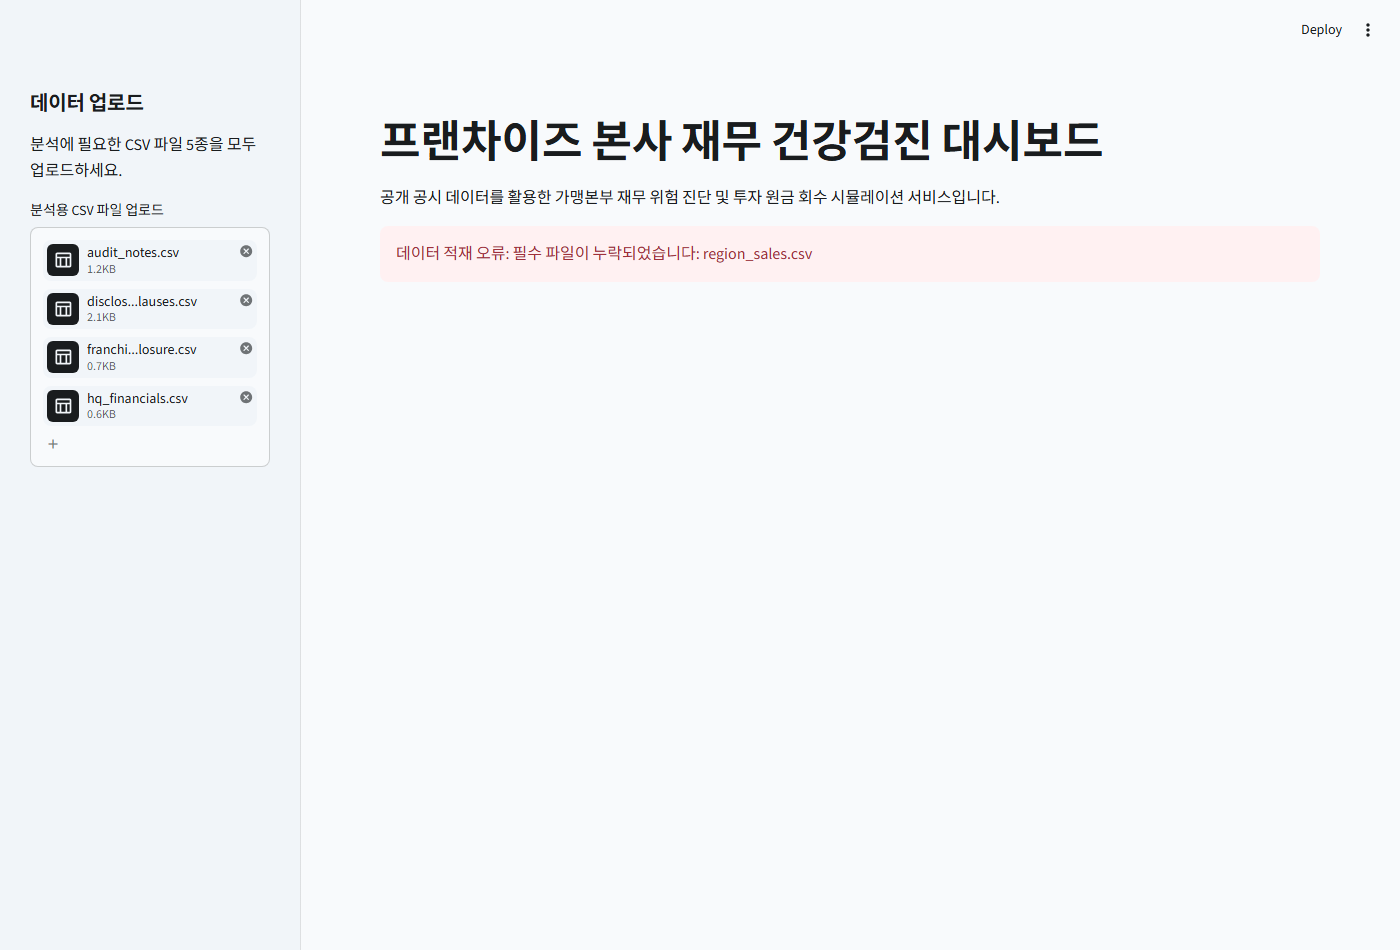 Deploy
데이터 업로드
분석에 필요한 CSV 파일 5종을 모두
업로드하세요.
분석용 CSV 파일 업로드
audit_notes.csv
1.2KB
disclos...lauses.csv
2.1KB
franchi...losure.csv
0.7KB
hq_financials.csv
0.6KB
+
프랜차이즈 본사 재무 건강검진 대시보드
공개 공시 데이터를 활용한 가맹본부 재무 위험 진단 및 투자 원금 회수 시뮬레이션 서비스입니다.
데이터 적재 오류: 필수 파일이 누락되었습니다: region_sales.csv